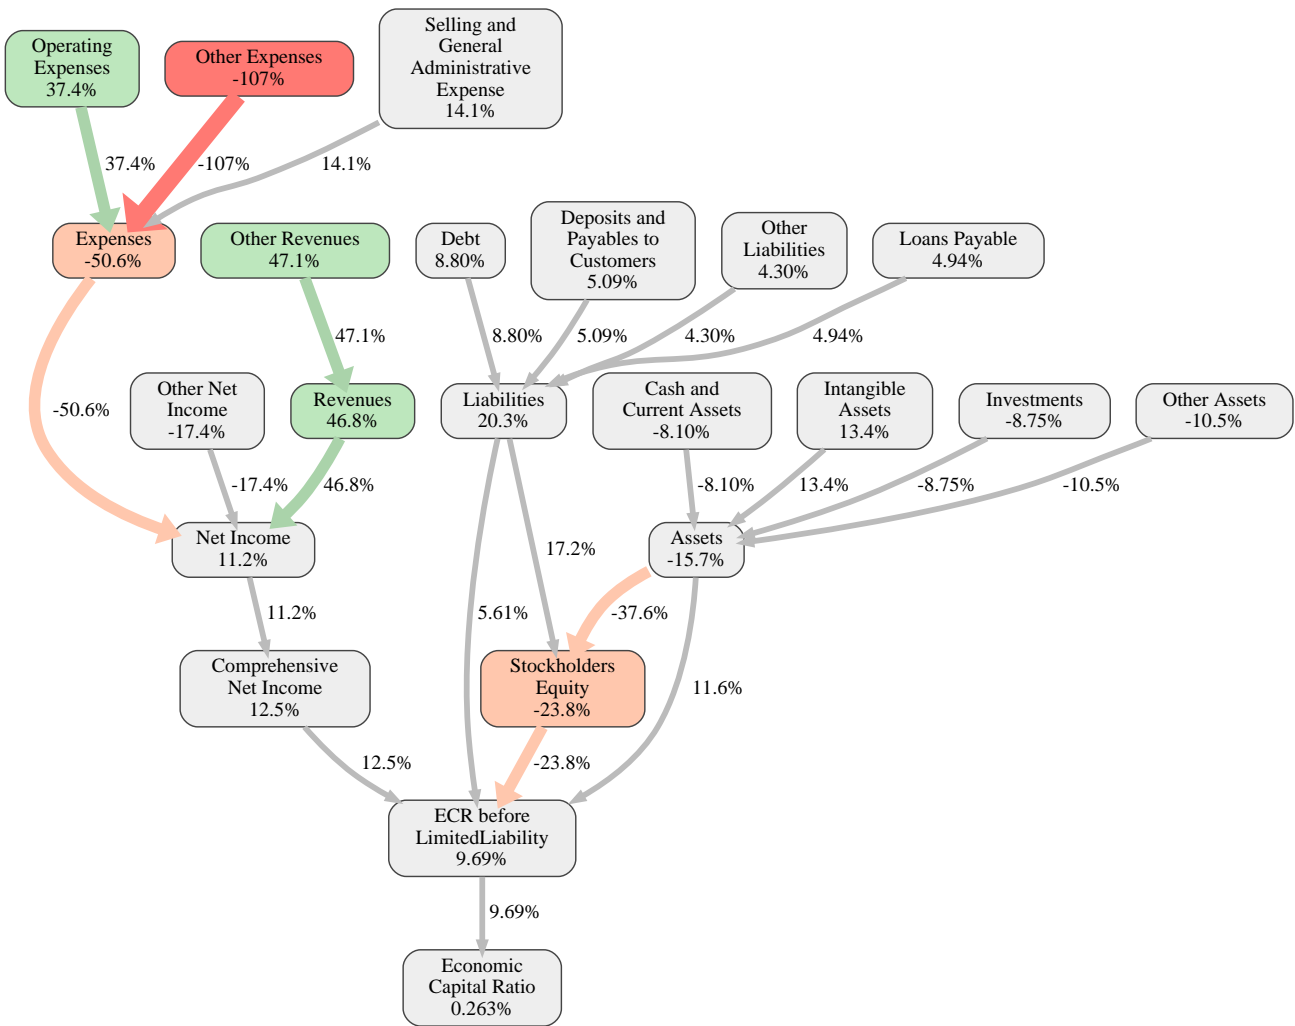 Operating
Expenses
37.4%
Other Expenses
-107%
Selling and
General
Administrative
Expense
14.1%
37.4%
-107%
14.1%
Expenses
-50.6%
Other Revenues
47.1%
Debt
8.80%
Deposits and
Payables to
Customers
5.09%
Other
Liabilities
4.30%
Loans Payable
4.94%
47.1%
8.80%
5.09%
4.30%
4.94%
-50.6%
Other Net
Income
-17.4%
Revenues
46.8%
Liabilities
20.3%
Cash and
Current Assets
-8.10%
Intangible
Assets
13.4%
Investments
-8.75%
Other Assets
-10.5%
-17.4%
46.8%
-8.10%
13.4%
-8.75%
-10.5%
Net Income
11.2%
17.2%
Assets
-15.7%
11.2%
5.61%
-37.6%
Comprehensive
Net Income
12.5%
Stockholders
Equity
-23.8%
11.6%
12.5%
-23.8%
ECR before
LimitedLiability
9.69%
9.69%
Economic
Capital Ratio
0.263%